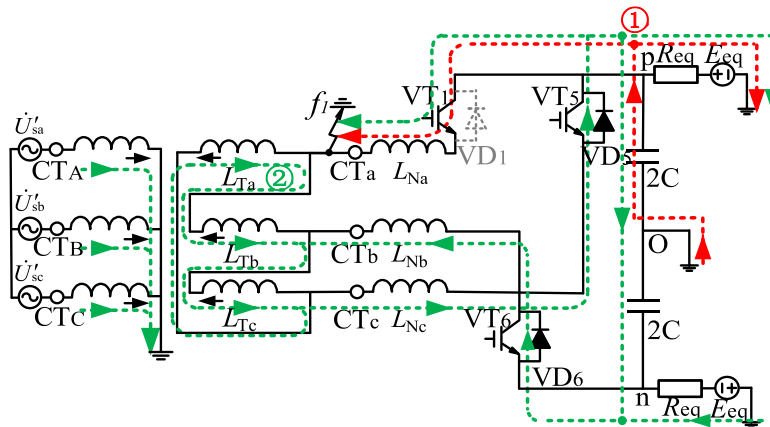 ①
p Req Eeq
f1 VT1 VT5
U̇′sa
CTA LTa ② CTa LNa VD1 VD5
2C
U̇′sb
CTB LTb CTb LNb O
U̇′sc
CTC LTc CTc LNc VT6 2C
VD6 n Req Eeq